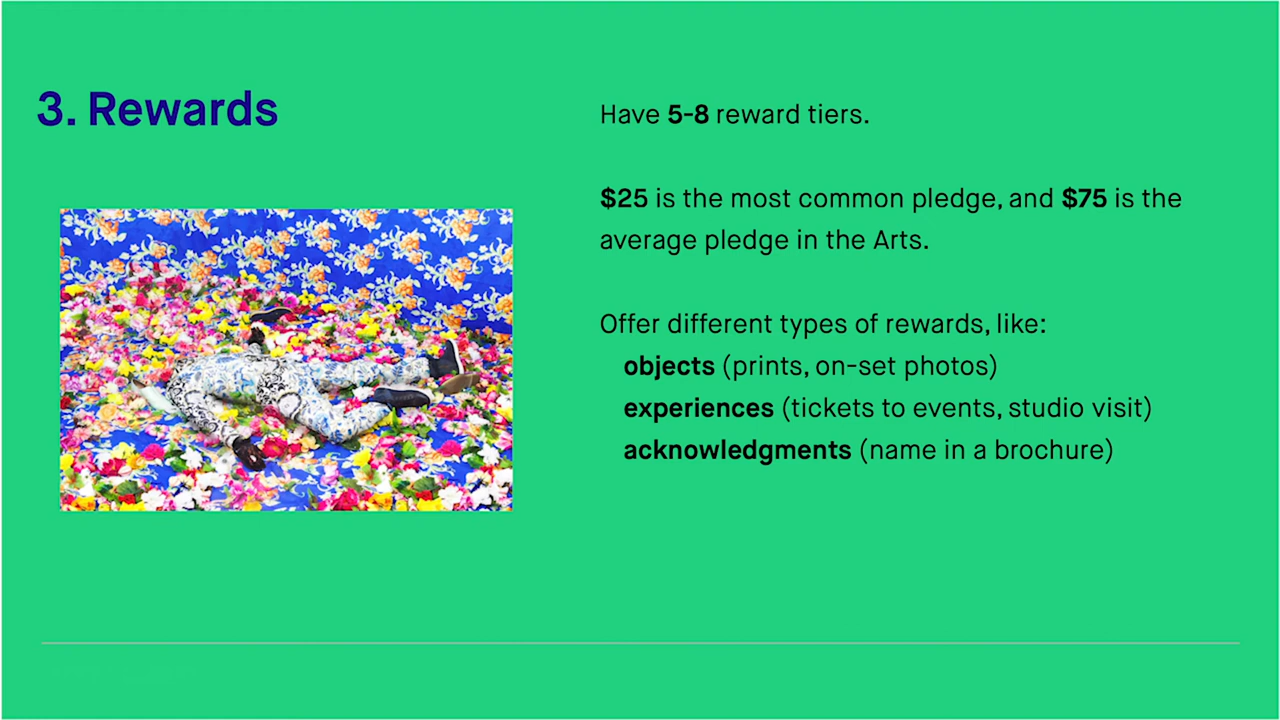 3. Rewards
Have 5-8 reward tiers.
$25 is the most common pledge, and $75 is the
average pledge in the Arts.
Offer different types of rewards, like:
objects (prints, on-set photos)
experiences (tickets to events, studio visit)
acknowledgments (name in a brochure)